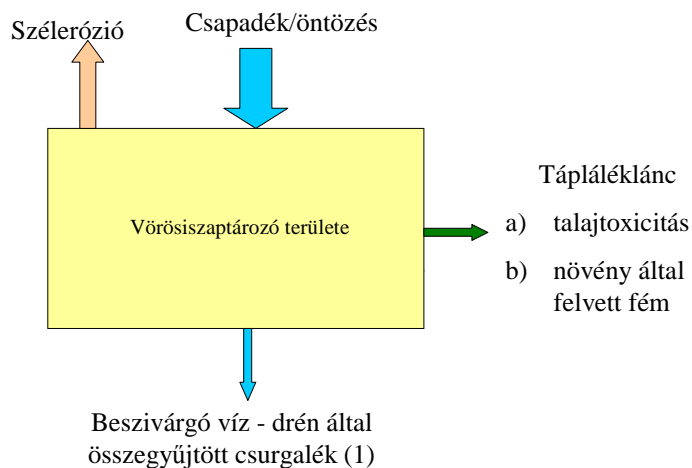 Szélerózió
Csapadék/öntözés
Vörösiszaptározó területe
Tápláléklánc
a) talajtoxicitás
b) növény által
felvett fém
Beszivárgó víz - drén által
összegyűjtött csurgalék (1)